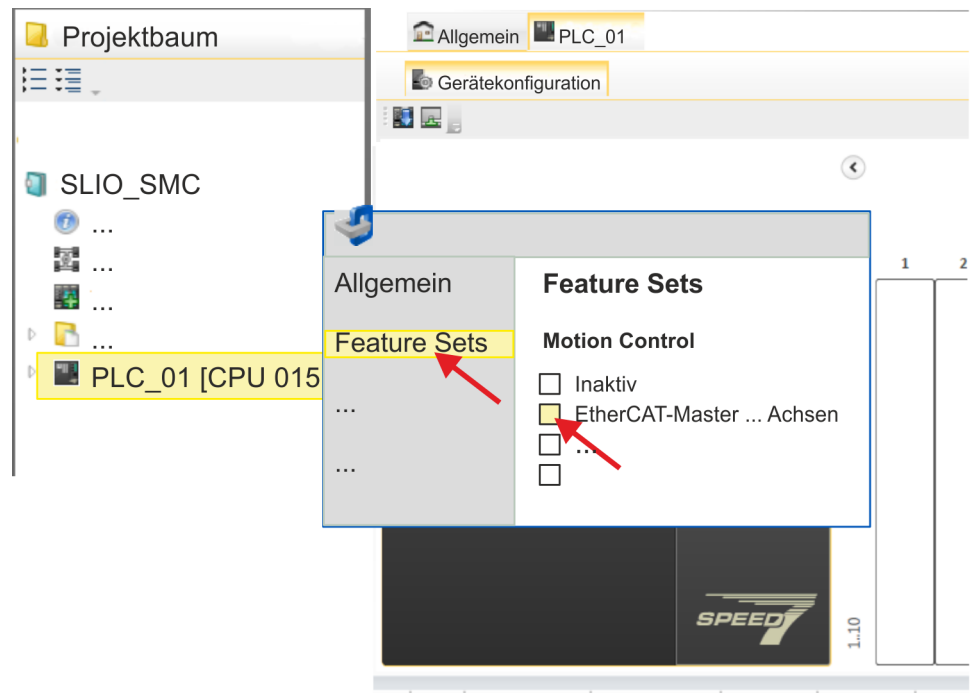 Projektbaum
SLIO_SMC
...
...
...
...
PLC_01 [CPU 015
Allgemein
PLC_01
Gerätekonfiguration
Allgemein
Feature Sets
...
...
Feature Sets
Motion Control
Inaktiv
EtherCAT-Master ... Achsen
...
1
2
1..10
SPEED7